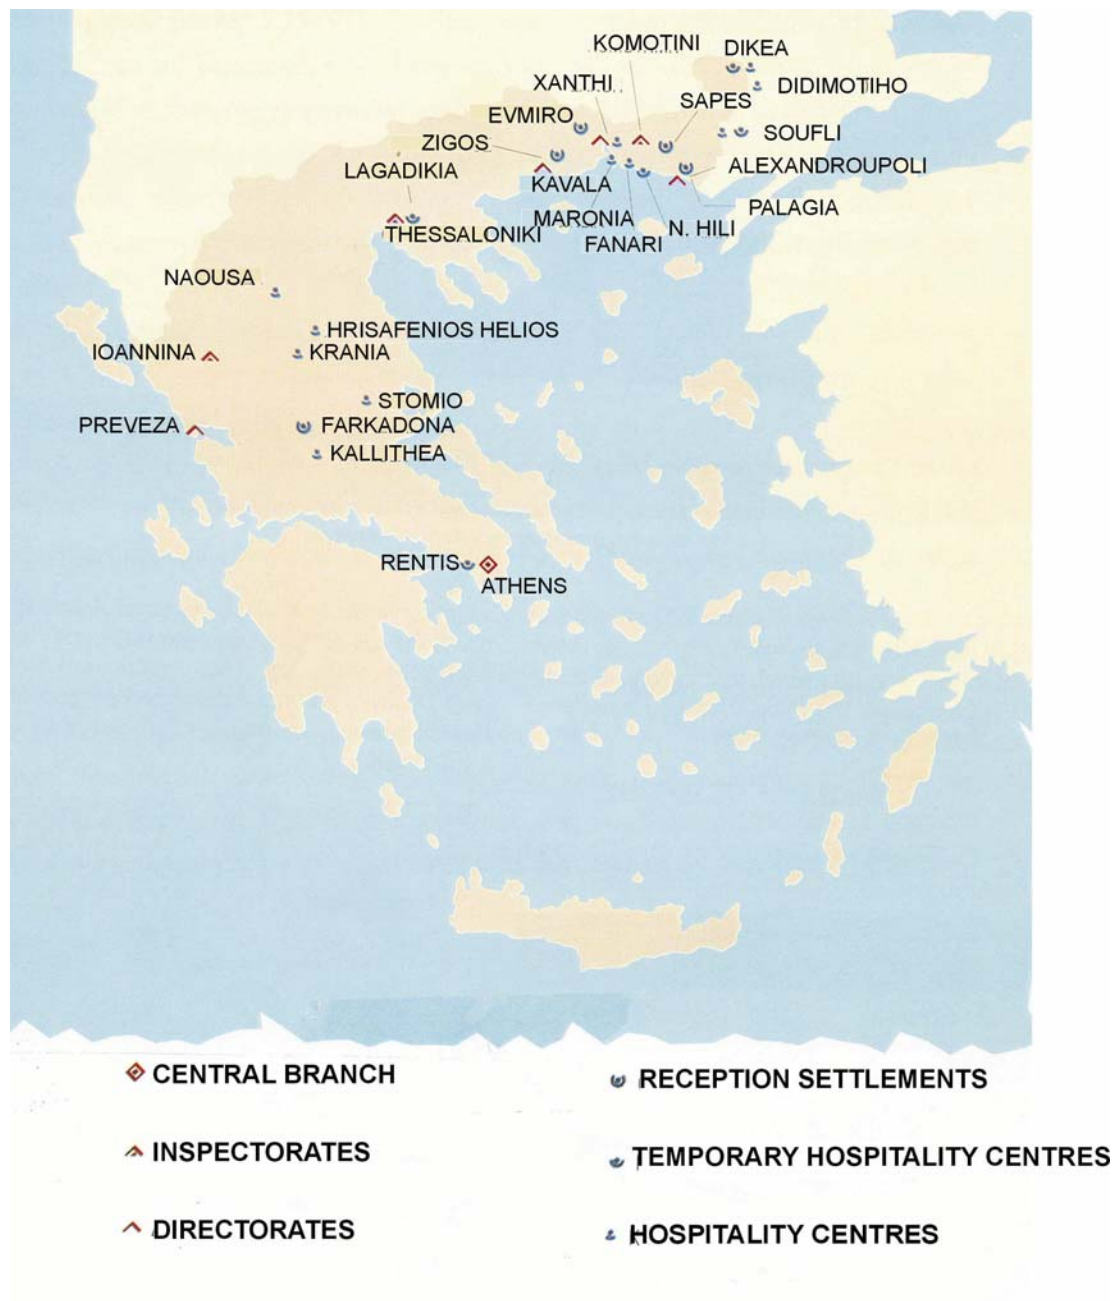 KOMOTINI
DIKEA
XANTHI
DIDIMOTIHO
SAPES
EVMIRO
SOUFLI
ZIGOS
ALEXANDROUPOLI
LAGADIKIA
KAVALA
PALAGIA
MARONIA
N. HILI
THESSALONIKI
FANARI
NAOUSA
HRISAFENIOS HELIOS
IOANNINA
KRANIA
STOMIO
PREVEZA
FARKADONA
KALLITHEA
RENTIS
ATHENS
CENTRAL BRANCH
RECEPTION SETTLEMENTS
INSPECTORATES
TEMPORARY HOSPITALITY CENTRES
DIRECTORATES
HOSPITALITY CENTRES